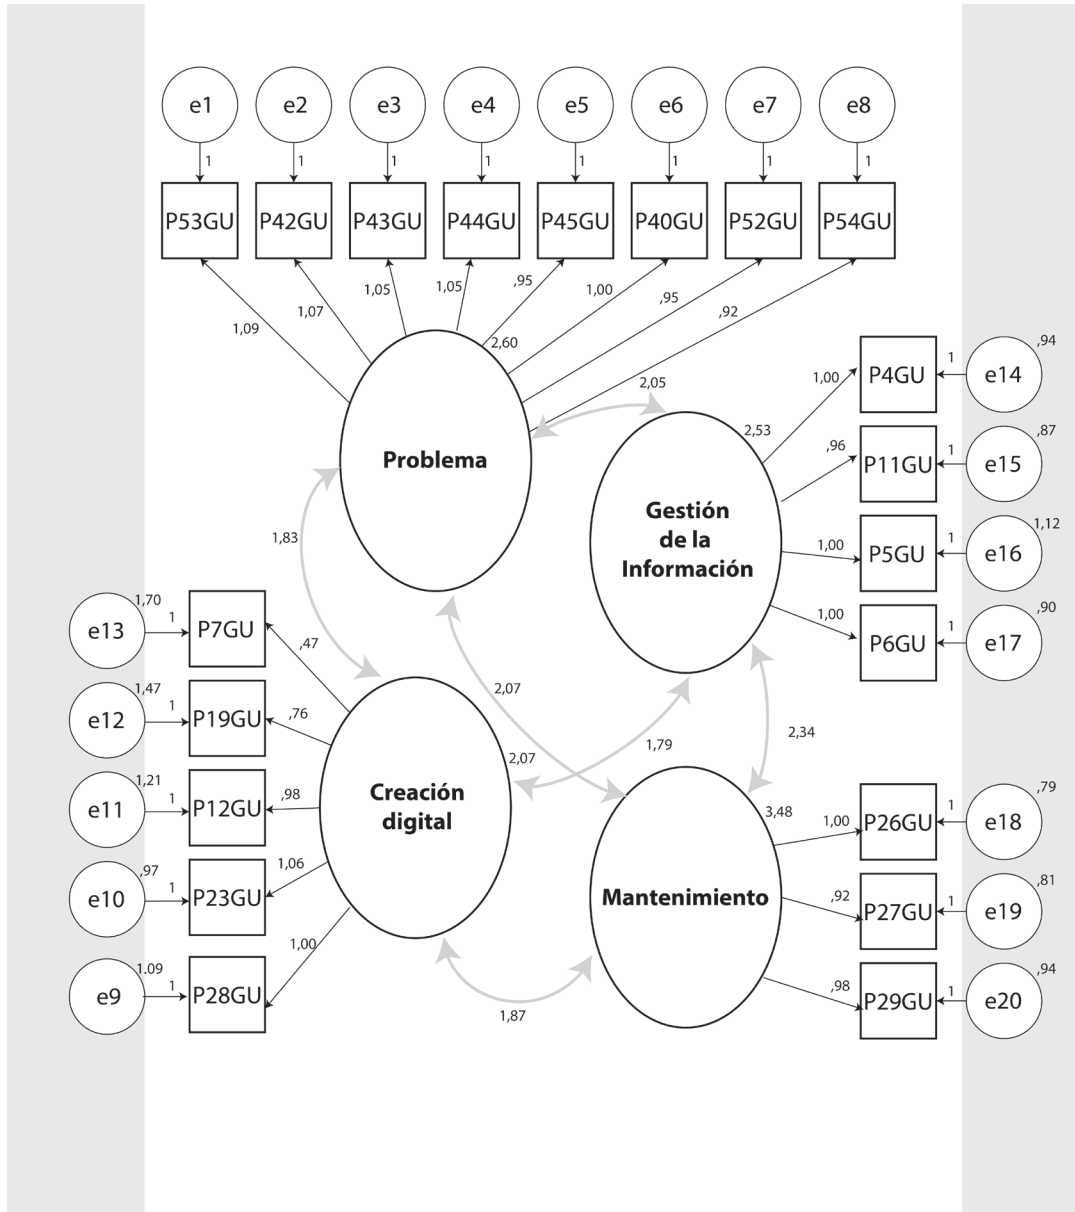 e1 e2 e3 e4 e5 e6 e7 e8
1 1 1 1 1 1 1 1
P53GU P42GU P43GU P44GU P45GU P40GU P52GU P54GU
1,09 1,07 1,05 1,05 ,95 1,00 ,95 ,92
2,60
Problema
2,05
2,53
Gestión
de la
Información
1,00 P4GU 1 e14 ,94
,96 P11GU 1 e15 ,87
1,00 P5GU 1 e16 1,12
1,00 P6GU 1 e17 ,90
1,83
2,07
1,79
2,34
e13 1,70 1 P7GU ,47
e12 1,47 1 P19GU ,76
e11 1,21 1 P12GU ,98
e10 ,97 1 P23GU 1,06
e9 1.09 1 P28GU 1,00
2,07
Creación
digital
3,48
Mantenimiento
1,00 P26GU 1 e18 ,79
,92 P27GU 1 e19 ,81
,98 P29GU 1 e20 ,94
1,87